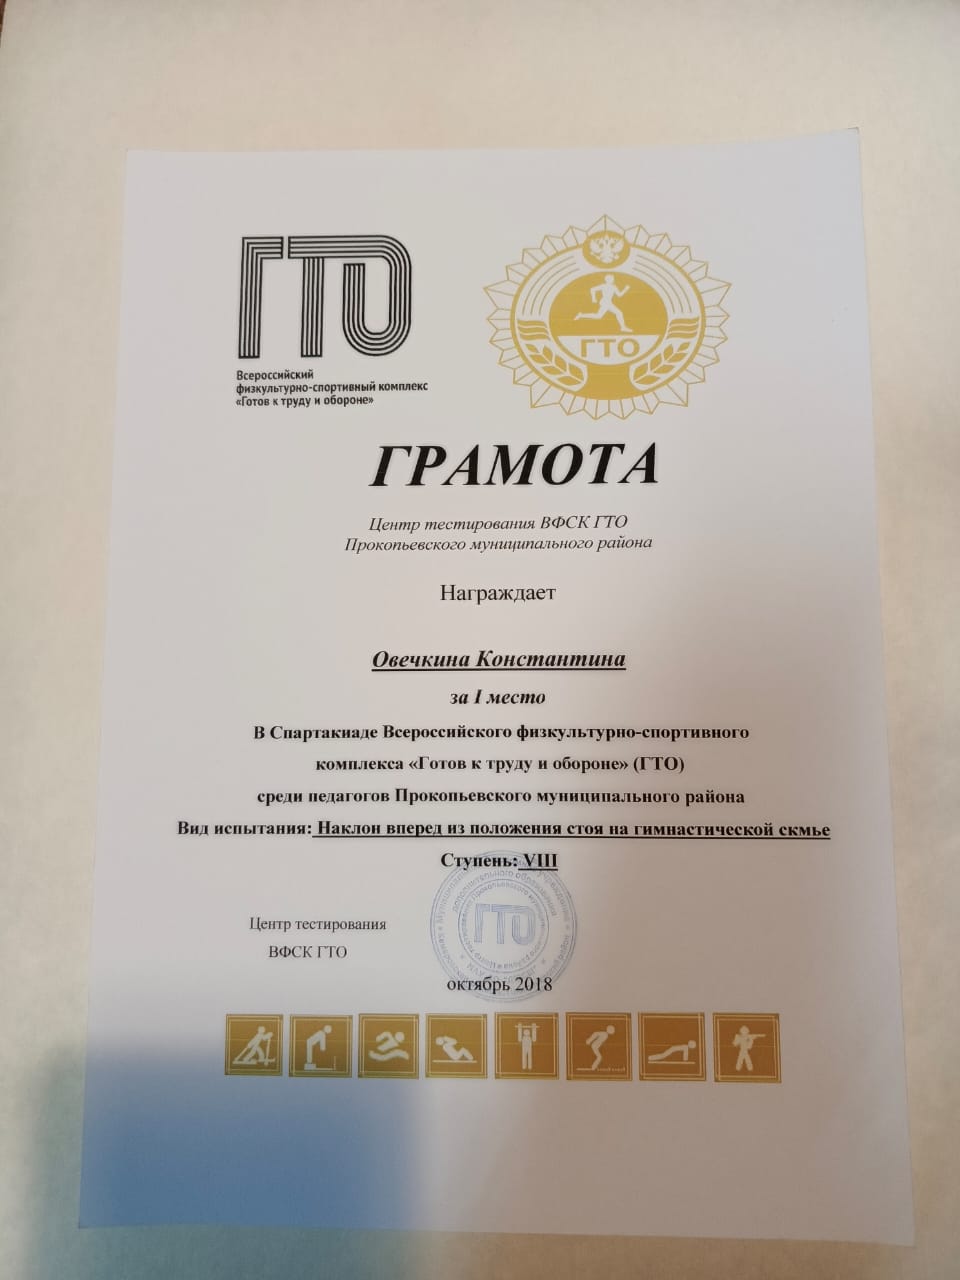 ГТО
Всероссийский
физкультурно-спортивный комплекс
«Готов к труду и обороне»
ГТО
ГРАМОТА
Центр тестирования ВФСК ГТО
Прокопьевского муниципального района
Награждает
Овечкина Константина
за I место
В Спартакиаде Всероссийского физкультурно-спортивного
комплекса «Готов к труду и обороне» (ГТО)
среди педагогов Прокопьевского муниципального района
Вид испытания: Наклон вперед из положения стоя на гимнастической скмье
Ступень: VIII
дополнительного образования
ГТО
Центр тестирования
ВФСК ГТО
октябрь 2018